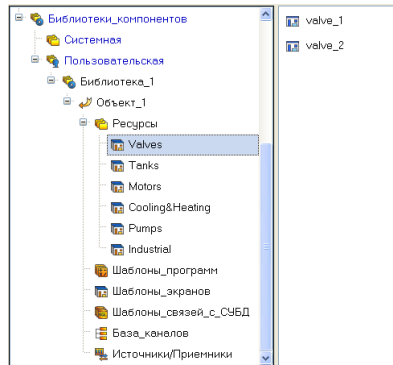 Библиотеки_компонентов
Системная
Пользовательская
Библиотека_1
Объект_1
Ресурсы
Valves
Tanks
Motors
Cooling&Heating
Pumps
Industrial
Шаблоны_программ
Шаблоны_экранов
Шаблоны_связей_с_СУБД
База_каналов
Источники/Приемники
valve_1
valve_2